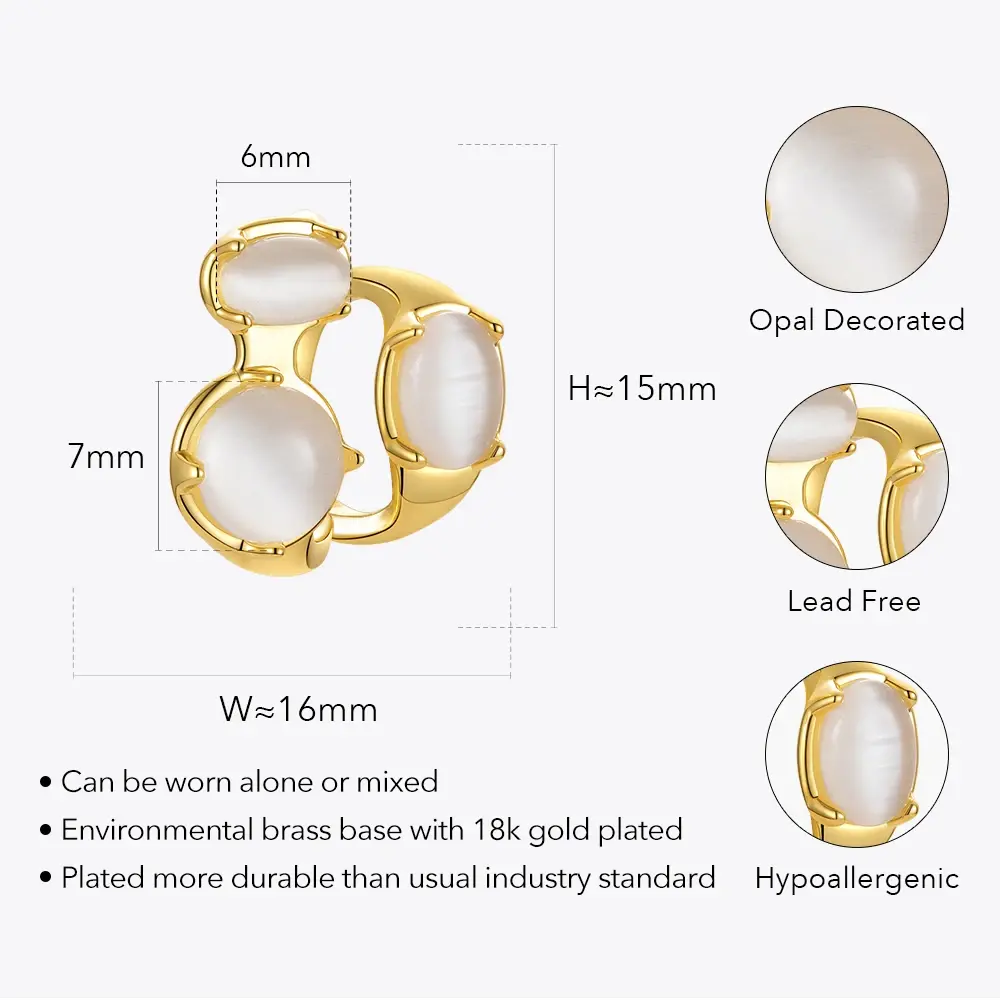 6mm
7mm
H≈15mm
W≈16mm
Opal Decorated
Lead Free
Hypoallergenic
• Can be worn alone or mixed
• Environmental brass base with 18k gold plated
• Plated more durable than usual industry standard